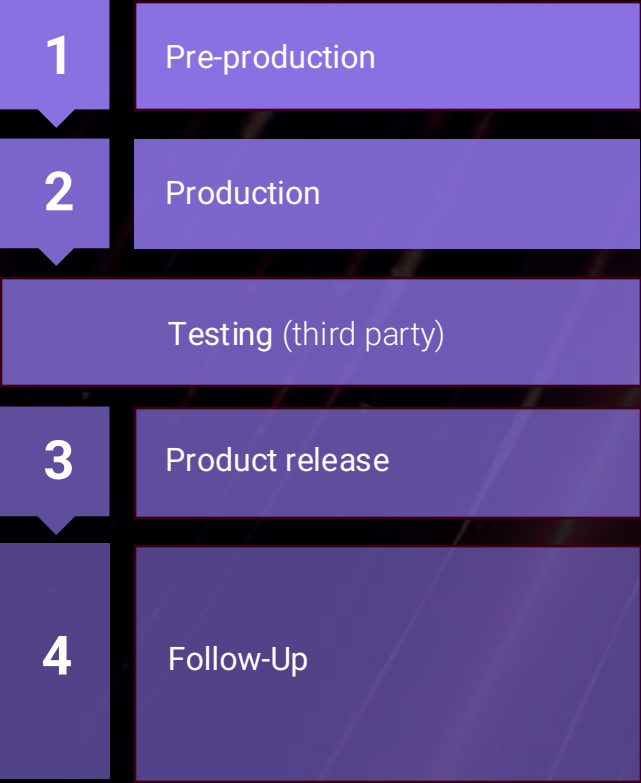 1
Pre-production
2
Production
Testing (third party)
3
Product release
4
Follow-Up